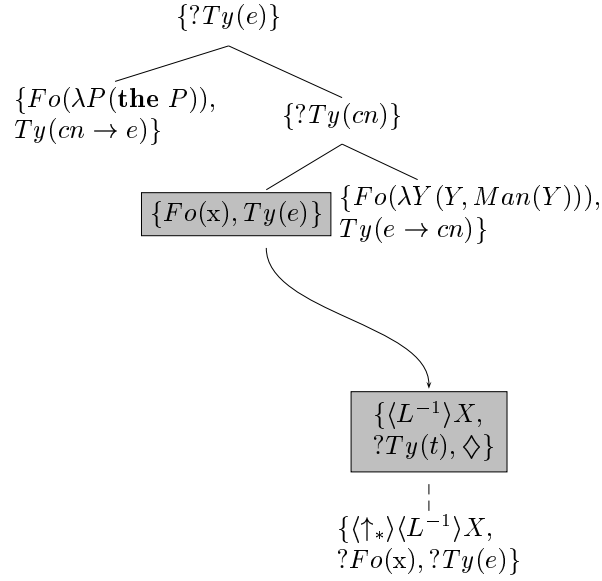 {?Ty(e)}
{Fo(λP(the P)),
Ty(cn → e)}
{?Ty(cn)}
{Fo(x), Ty(e)}
{Fo(λY(Y, Man(Y))),
Ty(e → cn)}
{⟨L⁻¹⟩X,
?Ty(t), ◇}
{⟨↑*⟩⟨L⁻¹⟩X,
?Fo(x), ?Ty(e)}